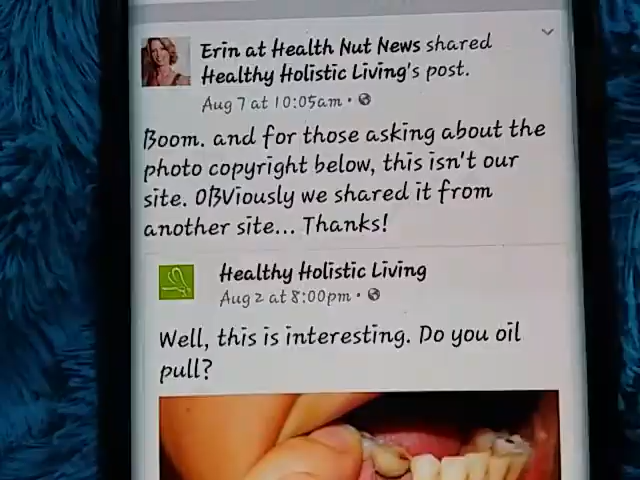 Erin at Health Nut News shared
Healthy Holistic Living's post.
Aug 7 at 10:05am •
Boom. and for those asking about the
photo copyright below, this isn't our
site. OBViously we shared it from
another site... Thanks!
Healthy Holistic Living
Aug 2 at 8:00pm •
Well, this is interesting. Do you oil
pull?